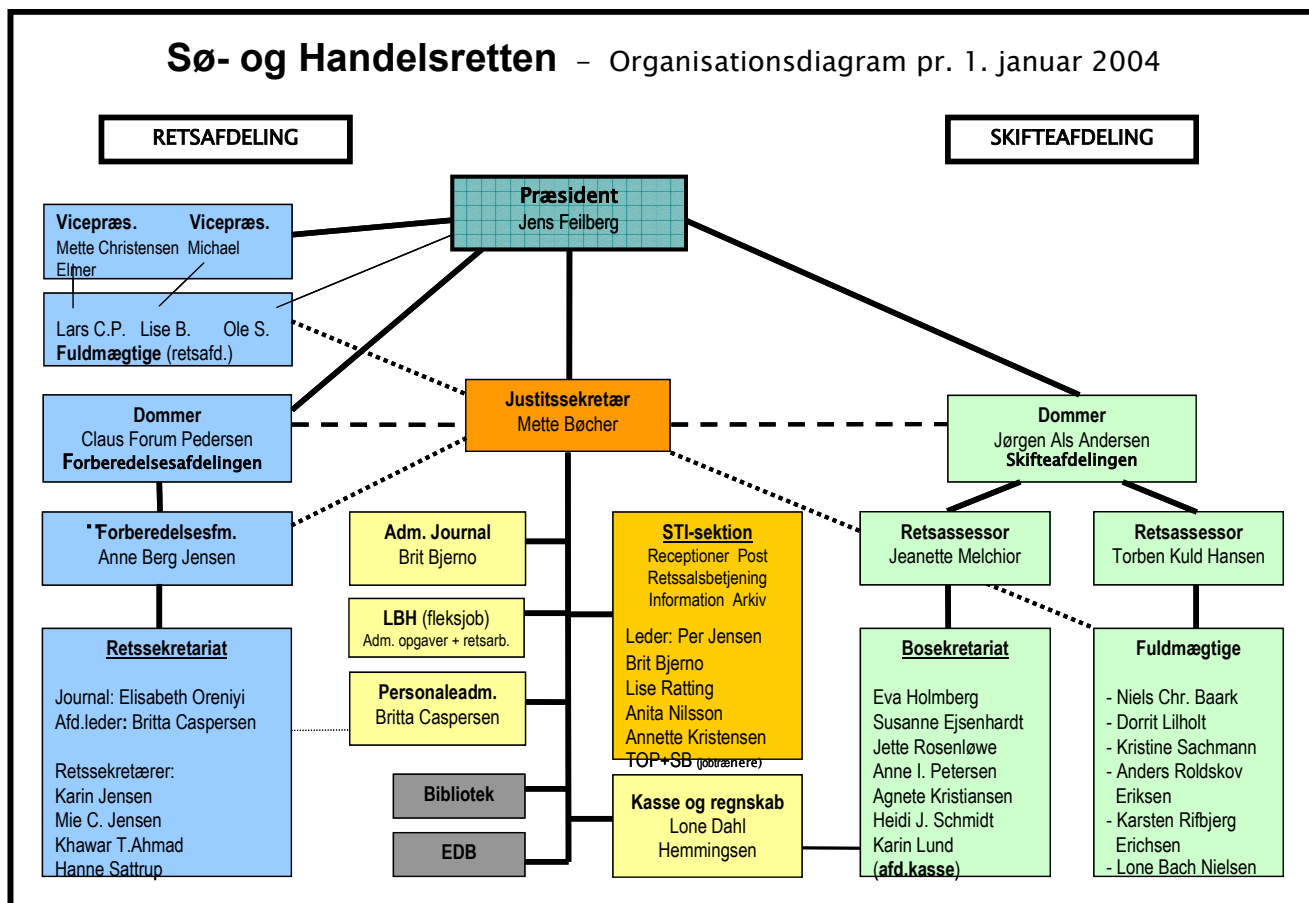 Sø- og Handelsretten – Organisationsdiagram pr. 1. januar 2004
RETSAFDELING
SKIFTEAFDELING
Præsident
Jens Feilberg
Vicepræs. Vicepræs.
Mette Christensen Michael
Elmer
Lars C.P. Lise B. Ole S.
Fuldmægtige (retsafd.)
Dommer
Claus Forum Pedersen
Forberedelsesafdelingen
Justitssekretær
Mette Bøcher
Dommer
Jørgen Als Andersen
Skifteafdelingen
¨Forberedelsesfm.
Anne Berg Jensen
Adm. Journal
Brit Bjerno
LBH (fleksjob)
Adm. opgaver + retsarb.
Personaleadm.
Britta Caspersen
Bibliotek
EDB
STI-sektion
Receptioner Post
Retssalsbetjening
Information Arkiv
Leder: Per Jensen
Brit Bjerno
Lise Ratting
Anita Nilsson
Annette Kristensen
TOP+SB (jobtrænere)
Kasse og regnskab
Lone Dahl
Hemmingsen
Retsassessor
Jeanette Melchior
Retsassessor
Torben Kuld Hansen
Retssekretariat
Journal: Elisabeth Oreniyi
Afd.leder: Britta Caspersen
Retssekretærer:
Karin Jensen
Mie C. Jensen
Khawar T.Ahmad
Hanne Sattrup
Bosekretariat
Eva Holmberg
Susanne Ejsenhardt
Jette Rosenløwe
Anne I. Petersen
Agnete Kristiansen
Heidi J. Schmidt
Karin Lund
(afd.kasse)
Fuldmægtige
- Niels Chr. Baark
- Dorrit Lilholt
- Kristine Sachmann
- Anders Roldskov
Eriksen
- Karsten Rifbjerg
Erichsen
- Lone Bach Nielsen